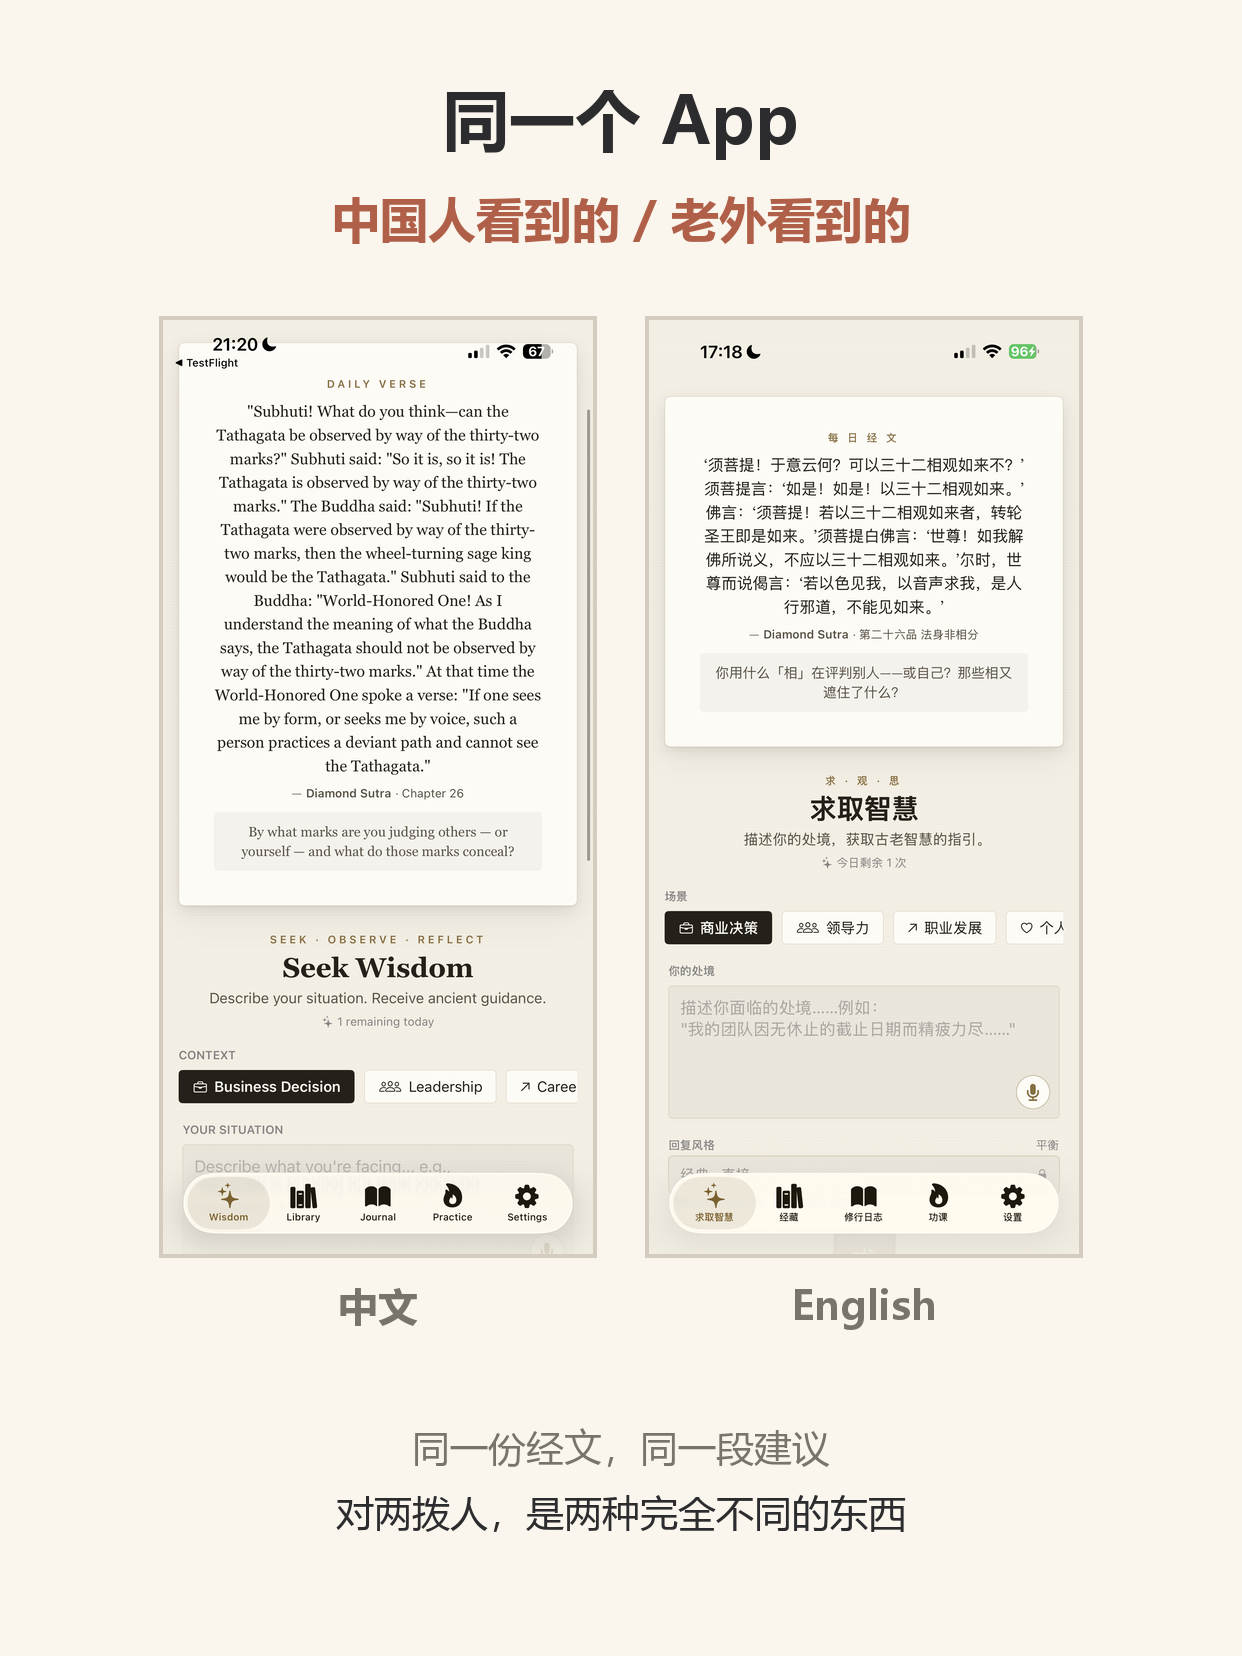 同一个 App
中国人看到的 / 老外看到的
21:20
67
◀ TestFlight
DAILY VERSE
"Subhuti! What do you think—can the
Tathagata be observed by way of the thirty-two
marks?" Subhuti said: "So it is, so it is! The
Tathagata is observed by way of the thirty-two
marks." The Buddha said: "Subhuti! If the
Tathagata were observed by way of the thirty-
two marks, then the wheel-turning sage king
would be the Tathagata." Subhuti said to the
Buddha: "World-Honored One! As I
understand the meaning of what the Buddha
says, the Tathagata should not be observed by
way of the thirty-two marks." At that time the
World-Honored One spoke a verse: "If one sees
me by form, or seeks me by voice, such a
person practices a deviant path and cannot see
the Tathagata."
— Diamond Sutra · Chapter 26
By what marks are you judging others — or
yourself — and what do those marks conceal?
SEEK · OBSERVE · REFLECT
Seek Wisdom
Describe your situation. Receive ancient guidance.
1 remaining today
CONTEXT
Business Decision
Leadership
Caree
YOUR SITUATION
Describe what you're facing... e.g.,
Wisdom
Library
Journal
Practice
Settings
中文
17:18
96
每日经文
‘须菩提！于意云何？可以三十二相观如来不？’
须菩提言：‘如是！如是！以三十二相观如来。’
佛言：‘须菩提！若以三十二相观如来者，转轮
圣王即是如来。’须菩提白佛言：‘世尊！如我解
佛所说义，不应以三十二相观如来。’尔时，世
尊而说偈言：‘若以色见我，以音声求我，是人
行邪道，不能见如来。’
— Diamond Sutra · 第二十六品 法身非相分
你用什么「相」在评判别人——或自己？那些相又
遮住了什么？
求 · 观 · 思
求取智慧
描述你的处境，获取古老智慧的指引。
今日剩余 1 次
场景
商业决策
领导力
职业发展
个人
你的处境
描述你面临的处境……例如：
"我的团队因无休止的截止日期而精疲力尽……"
回复风格
平衡
求取智慧
经藏
修行日志
功课
设置
English
同一份经文，同一段建议
对两拨人，是两种完全不同的东西